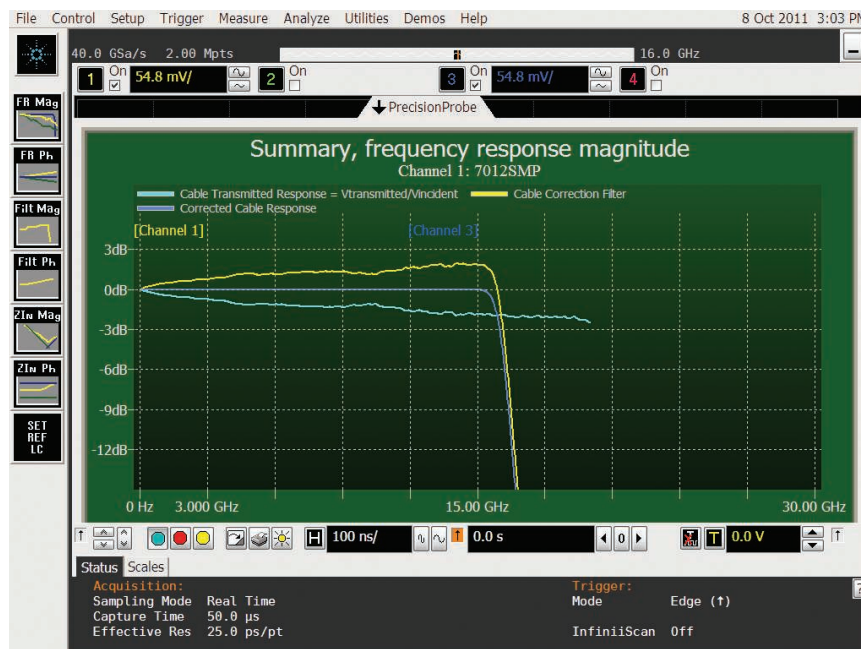 File Control Setup Trigger Measure Analyze Utilities Demos Help 8 Oct 2011 3:03 PM
40.0 GSa/s 2.00 Mpts 16.0 GHz
1 On 54.8 mV/ 2 On 3 On 54.8 mV/ 4 On
PrecisionProbe
FR Mag
FR Ph
Filt Mag
Filt Ph
ZIN Mag
ZIN Ph
SET
REF
LC
Summary, frequency response magnitude
Channel 1: 7012SMP
Cable Transmitted Response = Vtransmitted/Vincident Cable Correction Filter
Corrected Cable Response
[Channel 1] [Channel 3]
3dB
0dB
-3dB
-6dB
-9dB
-12dB
0 Hz 3.000 GHz 15.00 GHz 30.00 GHz
H 100 ns/ 0.0 s 0 T 0.0 V
Status Scales
Acquisition: Trigger:
Sampling Mode Real Time Mode Edge (↑)
Capture Time 50.0 μs
Effective Res 25.0 ps/pt InfiniiScan Off